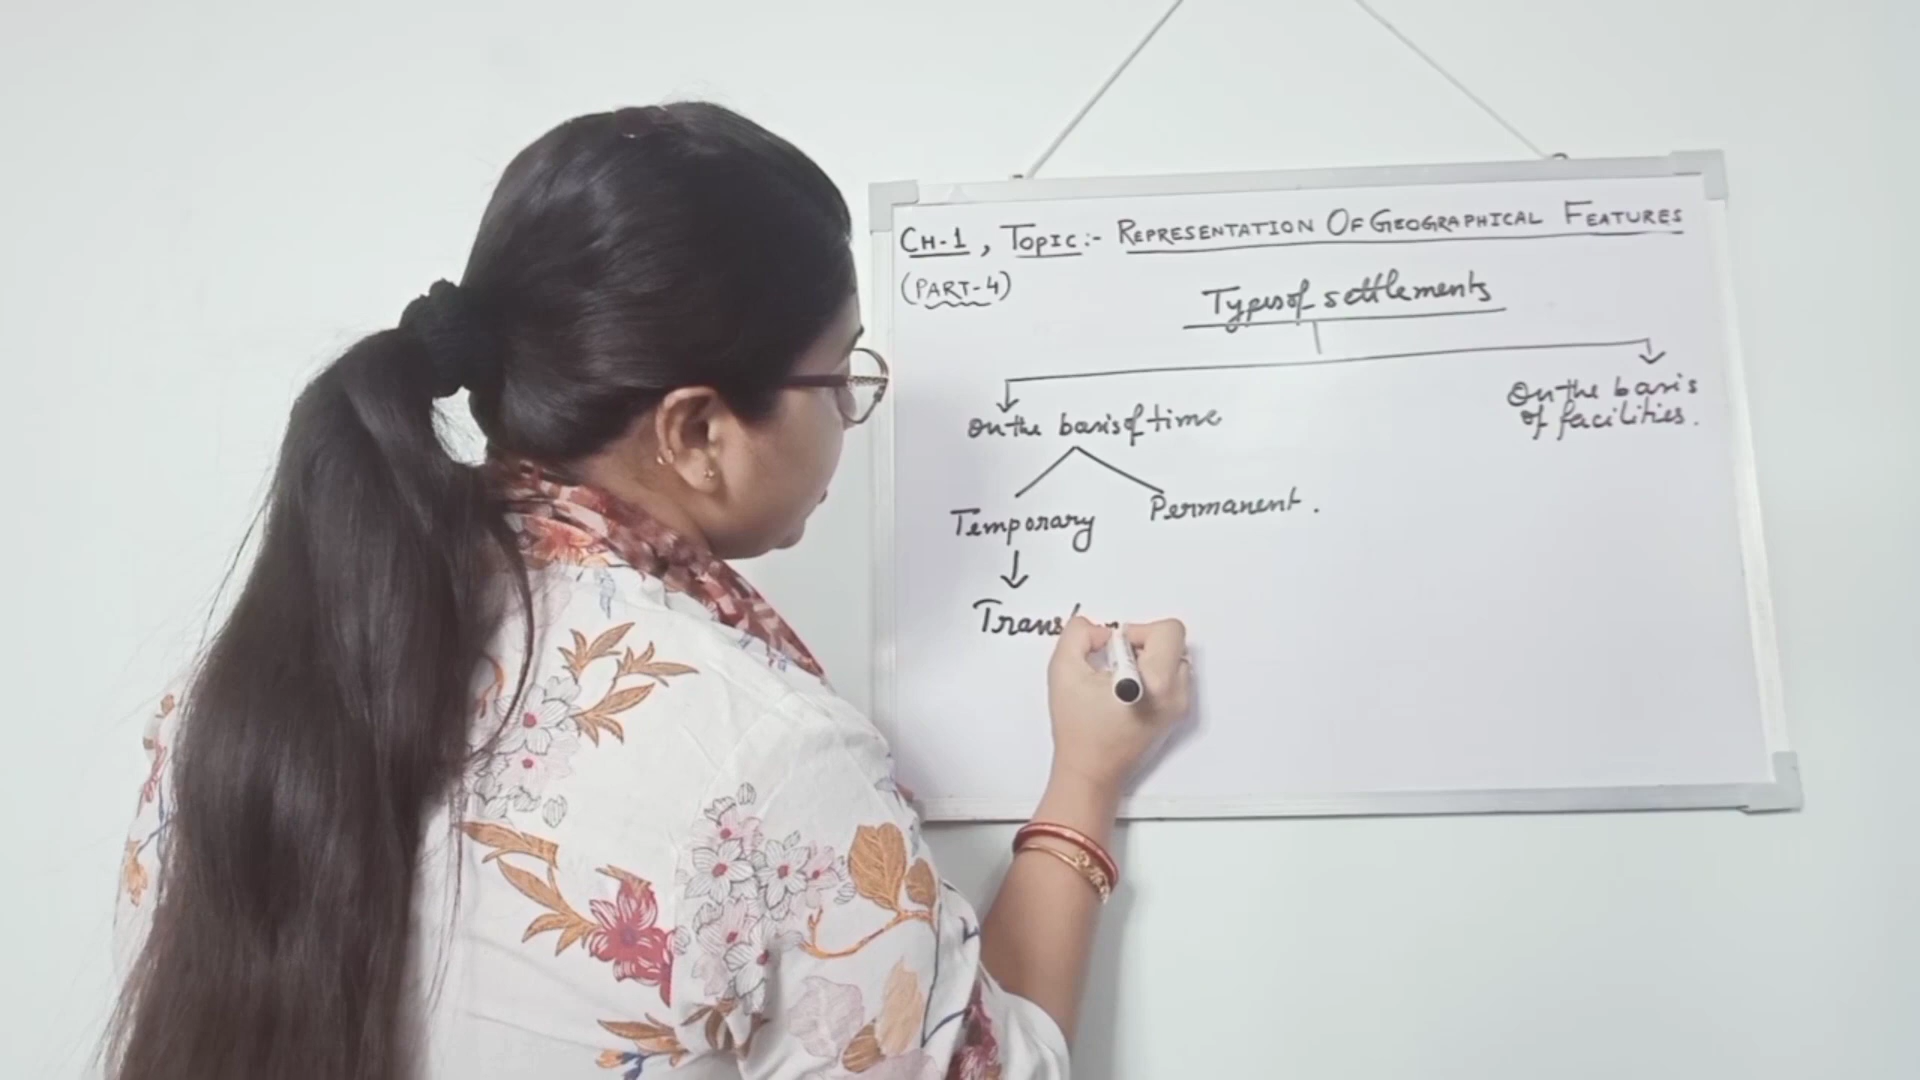 CH-1, TOPIC:- REPRESENTATION OF GEOGRAPHICAL FEATURES
(PART-4)
Types of settlements
On the basis of time
On the basis
of facilities.
Temporary
Permanent.